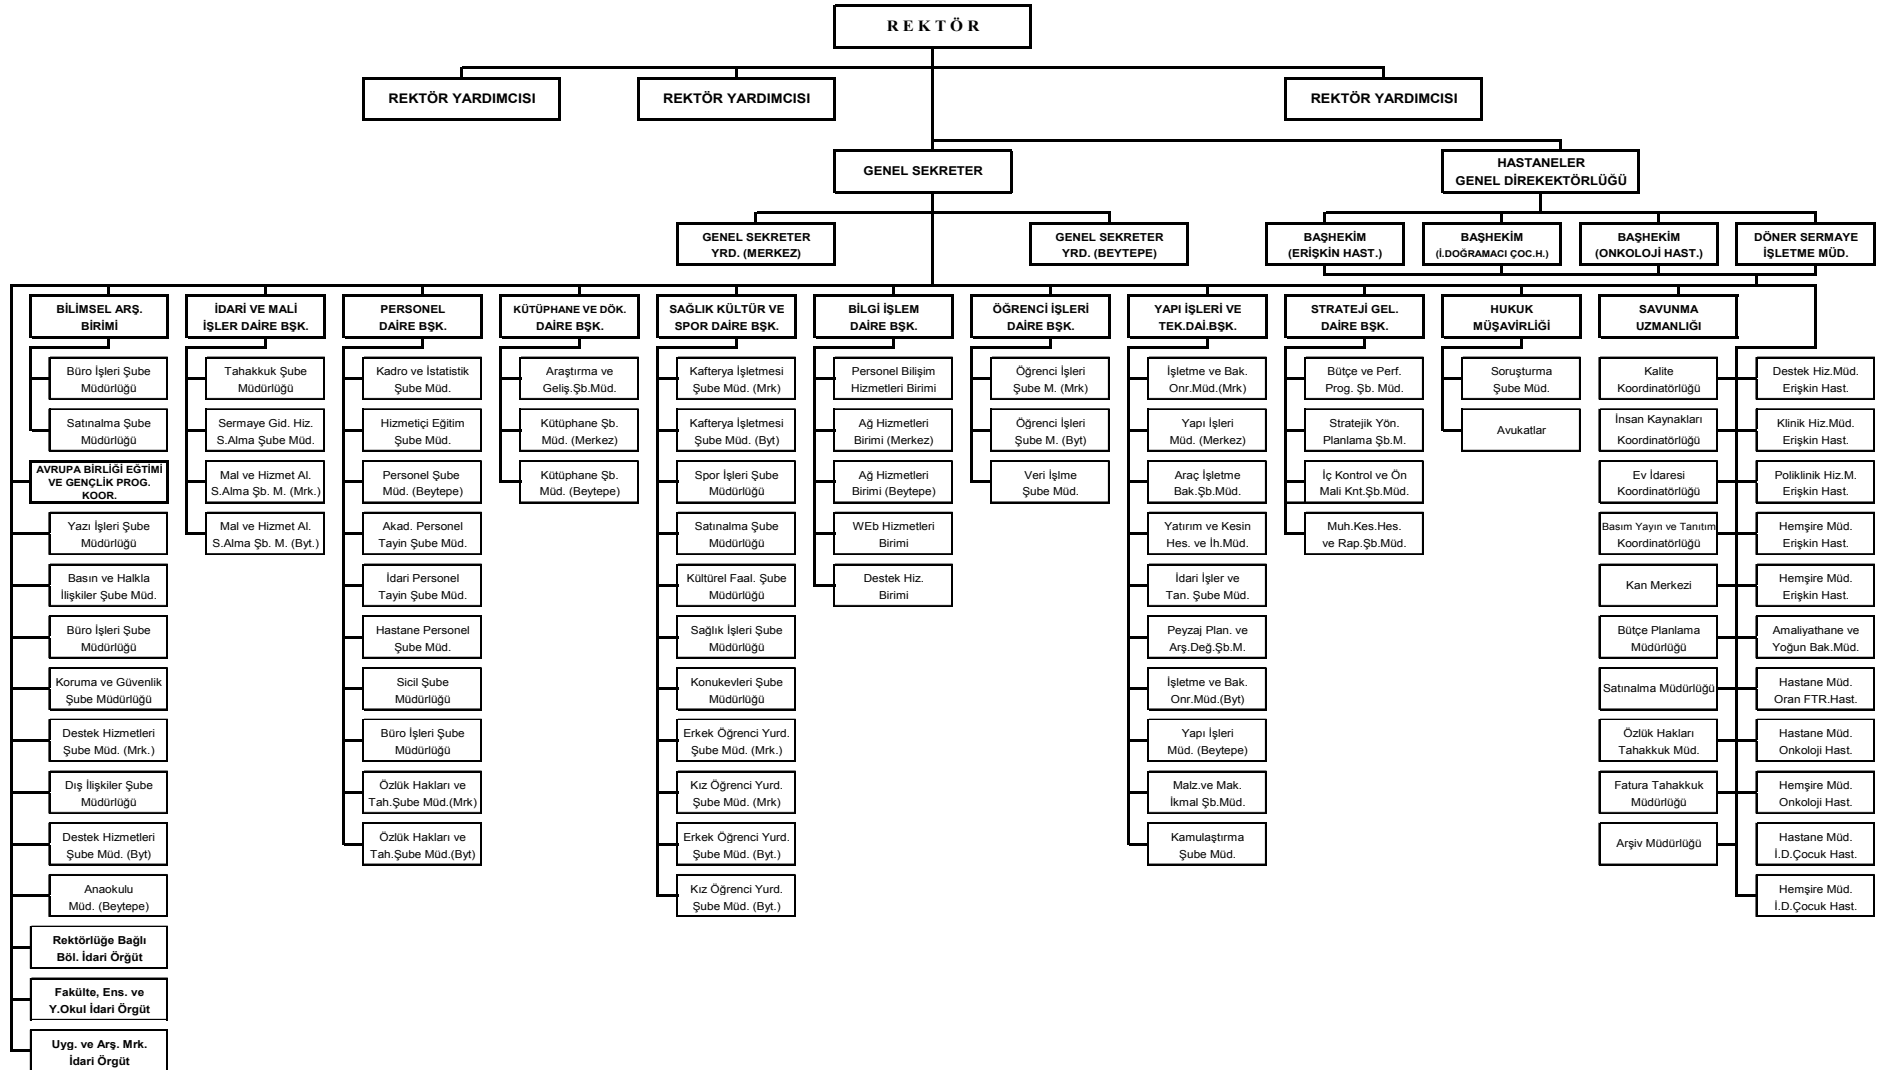 REKTÖR
REKTÖR YARDIMCISI
REKTÖR YARDIMCISI
REKTÖR YARDIMCISI
GENEL SEKRETER
HASTANELER
GENEL DİREKEKTÖRLÜĞÜ
GENEL SEKRETER
YRD. (MERKEZ)
GENEL SEKRETER
YRD. (BEYTEPE)
BAŞHEKİM
(ERİŞKİN HAST.)
BAŞHEKİM
(İ.DOĞRAMACI ÇOC.H.)
BAŞHEKİM
(ONKOLOJİ HAST.)
DÖNER SERMAYE
İŞLETME MÜD.
BİLİMSEL ARŞ.
BİRİMİ
Büro İşleri Şube
Müdürlüğü
Satınalma Şube
Müdürlüğü
AVRUPA BİRLİĞİ EĞTİMİ
VE GENÇLİK PROG.
KOOR.
Yazı İşleri Şube
Müdürlüğü
Basın ve Halkla
İlişkiler Şube Müd.
Büro İşleri Şube
Müdürlüğü
Koruma ve Güvenlik
Şube Müdürlüğü
Destek Hizmetleri
Şube Müd. (Mrk.)
Dış İlişkiler Şube
Müdürlüğü
Destek Hizmetleri
Şube Müd. (Byt)
Anaokulu
Müd. (Beytepe)
Rektörlüğe Bağlı
Böl. İdari Örğüt
Fakülte, Ens. ve
Y.Okul İdari Örgüt
Uyg. ve Arş. Mrk.
İdari Örgüt
İDARİ VE MALİ
İŞLER DAİRE BŞK.
Tahakkuk Şube
Müdürlüğü
Sermaye Gid. Hiz.
S.Alma Şube Müd.
Mal ve Hizmet Al.
S.Alma Şb. M. (Mrk.)
Mal ve Hizmet Al.
S.Alma Şb. M. (Byt.)
PERSONEL
DAİRE BŞK.
Kadro ve İstatistik
Şube Müd.
Hizmetiçi Eğitim
Şube Müd.
Personel Şube
Müd. (Beytepe)
Akad. Personel
Tayin Şube Müd.
İdari Personel
Tayin Şube Müd.
Hastane Personel
Şube Müd.
Sicil Şube
Müdürlüğü
Büro İşleri Şube
Müdürlüğü
Özlük Hakları ve
Tah.Şube Müd.(Mrk)
Özlük Hakları ve
Tah.Şube Müd.(Byt)
KÜTÜPHANE VE DÖK.
DAİRE BŞK.
Araştırma ve
Geliş.Şb.Müd.
Kütüphane Şb.
Müd. (Merkez)
Kütüphane Şb.
Müd. (Beytepe)
SAĞLIK KÜLTÜR VE
SPOR DAİRE BŞK.
Kafterya İşletmesi
Şube Müd. (Mrk)
Kafterya İşletmesi
Şube Müd. (Byt)
Spor İşleri Şube
Müdürlüğü
Satınalma Şube
Müdürlüğü
Kültürel Faal. Şube
Müdürlüğü
Sağlık İşleri Şube
Müdürlüğü
Konukevleri Şube
Müdürlüğü
Erkek Öğrenci Yurd.
Şube Müd. (Mrk.)
Kız Öğrenci Yurd.
Şube Müd. (Mrk)
Erkek Öğrenci Yurd.
Şube Müd. (Byt.)
Kız Öğrenci Yurd.
Şube Müd. (Byt.)
BİLGİ İŞLEM
DAİRE BŞK.
Personel Bilişim
Hizmetleri Birimi
Ağ Hizmetleri
Birimi (Merkez)
Ağ Hizmetleri
Birimi (Beytepe)
WEb Hizmetleri
Birimi
Destek Hiz.
Birimi
ÖĞRENCİ İŞLERİ
DAİRE BŞK.
Öğrenci İşleri
Şube M. (Mrk)
Öğrenci İşleri
Şube M. (Byt)
Veri İşlme
Şube Müd.
YAPI İŞLERİ VE
TEK.DAİ.BŞK.
İşletme ve Bak.
Onr.Müd.(Mrk)
Yapı İşleri
Müd. (Merkez)
Araç İşletme
Bak.Şb.Müd.
Yatırım ve Kesin
Hes. ve İh.Müd.
İdari İşler ve
Tan. Şube Müd.
Peyzaj Plan. ve
Arş.Değ.Şb.M.
İşletme ve Bak.
Onr.Müd.(Byt)
Yapı İşleri
Müd. (Beytepe)
Malz.ve Mak.
İkmal Şb.Müd.
Kamulaştırma
Şube Müd.
STRATEJİ GEL.
DAİRE BŞK.
Bütçe ve Perf.
Prog. Şb. Müd.
Stratejik Yön.
Planlama Şb.M.
İç Kontrol ve Ön
Mali Knt.Şb.Müd.
Muh.Kes.Hes.
ve Rap.Şb.Müd.
HUKUK
MÜŞAVİRLİĞİ
Soruşturma
Şube Müd.
Avukatlar
SAVUNMA
UZMANLIĞI
Kalite
Koordinatörlüğü
İnsan Kaynakları
Koordinatörlüğü
Ev İdaresi
Koordinatörlüğü
Basım Yayın ve Tanıtım
Koordinatörlüğü
Kan Merkezi
Bütçe Planlama
Müdürlüğü
Satınalma Müdürlüğü
Özlük Hakları
Tahakkuk Müd.
Fatura Tahakkuk
Müdürlüğü
Arşiv Müdürlüğü
Destek Hiz.Müd.
Erişkin Hast.
Klinik Hiz.Müd.
Erişkin Hast.
Poliklinik Hiz.M.
Erişkin Hast.
Hemşire Müd.
Erişkin Hast.
Hemşire Müd.
Erişkin Hast.
Amaliyathane ve
Yoğun Bak.Müd.
Hastane Müd.
Oran FTR.Hast.
Hastane Müd.
Onkoloji Hast.
Hemşire Müd.
Onkoloji Hast.
Hastane Müd.
İ.D.Çocuk Hast.
Hemşire Müd.
İ.D.Çocuk Hast.